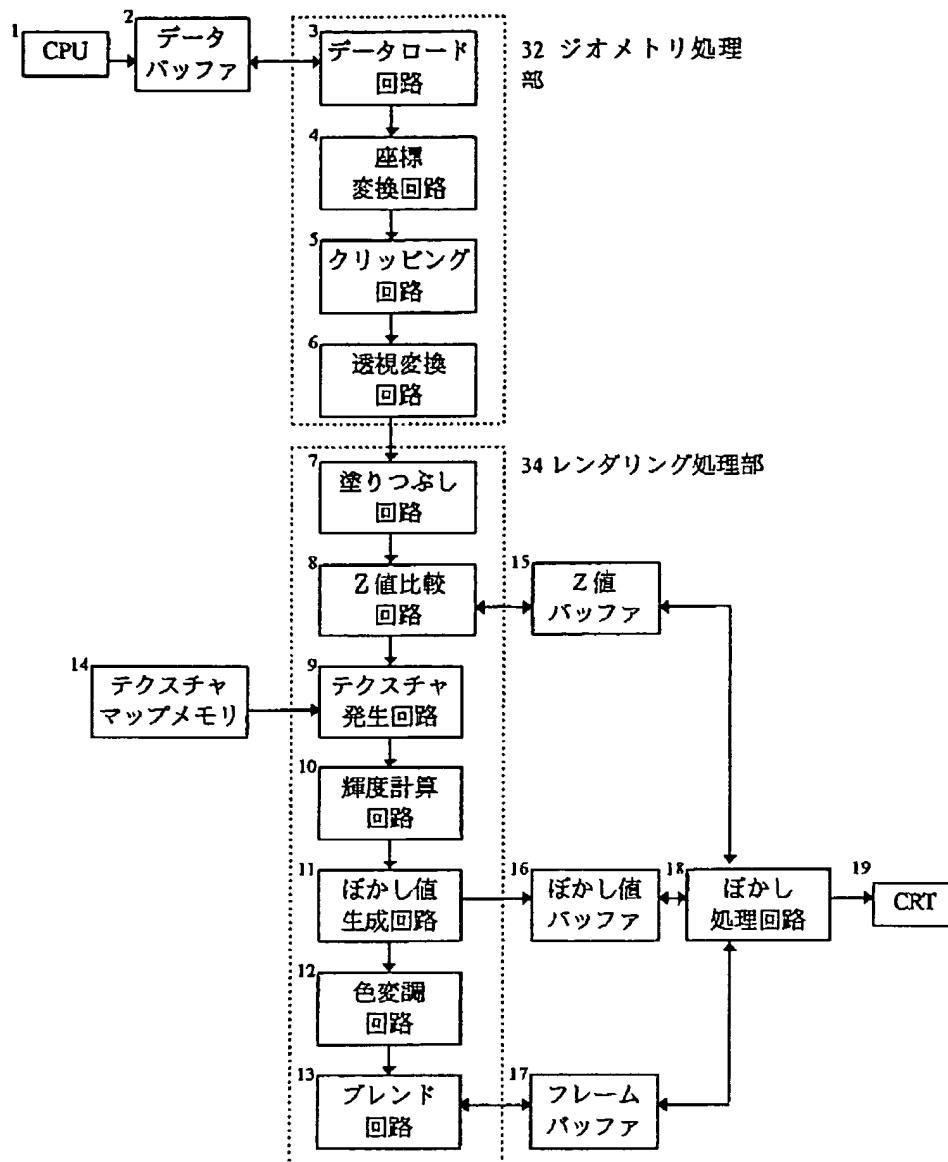 1
CPU
2
データ
バッファ
3
データロード
回路
32 ジオメトリ処理
部
4
座標
変換回路
5
クリッピング
回路
6
透視変換
回路
34 レンダリング処理部
7
塗りつぶし
回路
8
Z値比較
回路
15
Z値
バッファ
14
テクスチャ
マップメモリ
9
テクスチャ
発生回路
10
輝度計算
回路
11
ぼかし値
生成回路
16
ぼかし値
バッファ
18
ぼかし
処理回路
19
CRT
12
色変調
回路
13
ブレンド
回路
17
フレーム
バッファ